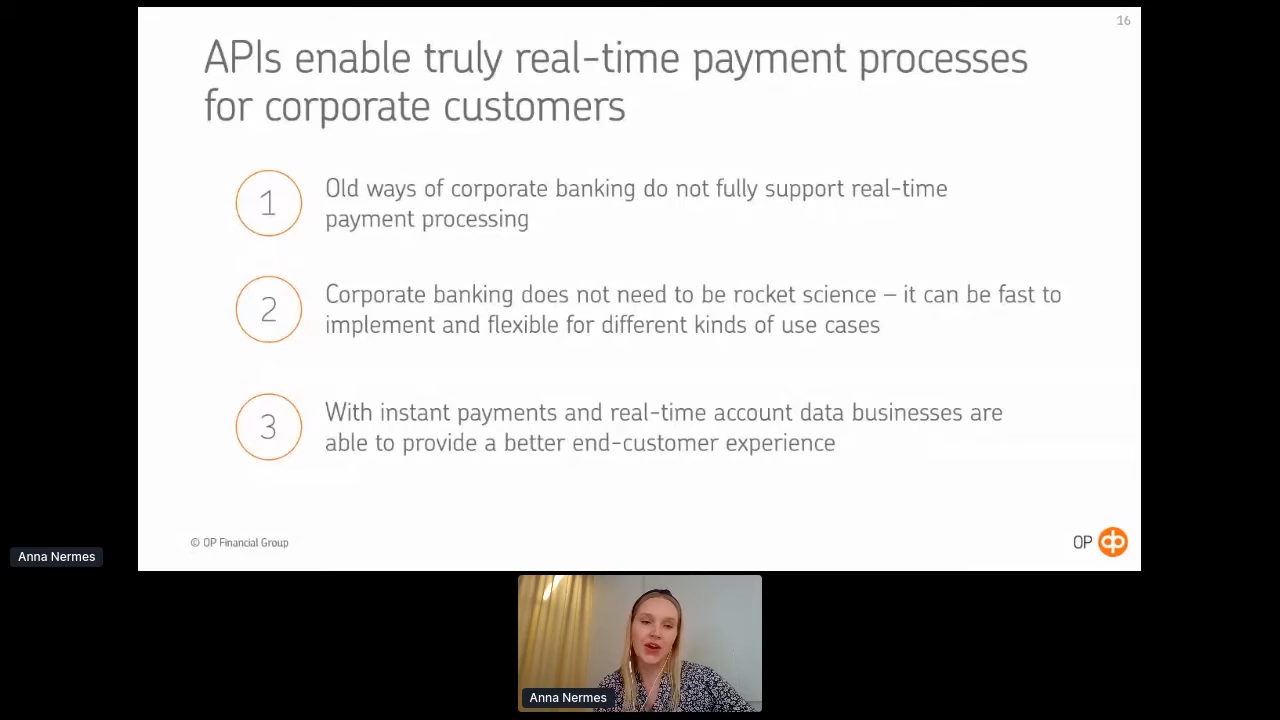 16
APIs enable truly real-time payment processes
for corporate customers
1
Old ways of corporate banking do not fully support real-time
payment processing
2
Corporate banking does not need to be rocket science – it can be fast to
implement and flexible for different kinds of use cases
3
With instant payments and real-time account data businesses are
able to provide a better end-customer experience
© OP Financial Group
OP
Anna Nermes
Anna Nermes